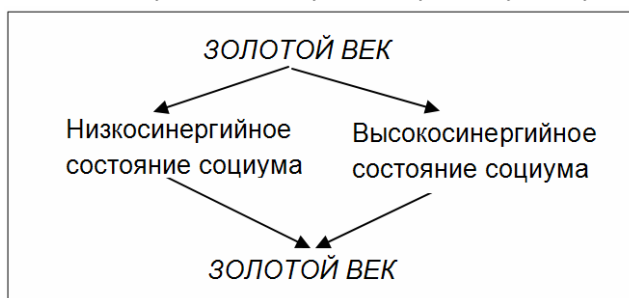 ЗОЛОТОЙ ВЕК
Низкосинергийное
состояние социума
Высокосинергийное
состояние социума
ЗОЛОТОЙ ВЕК